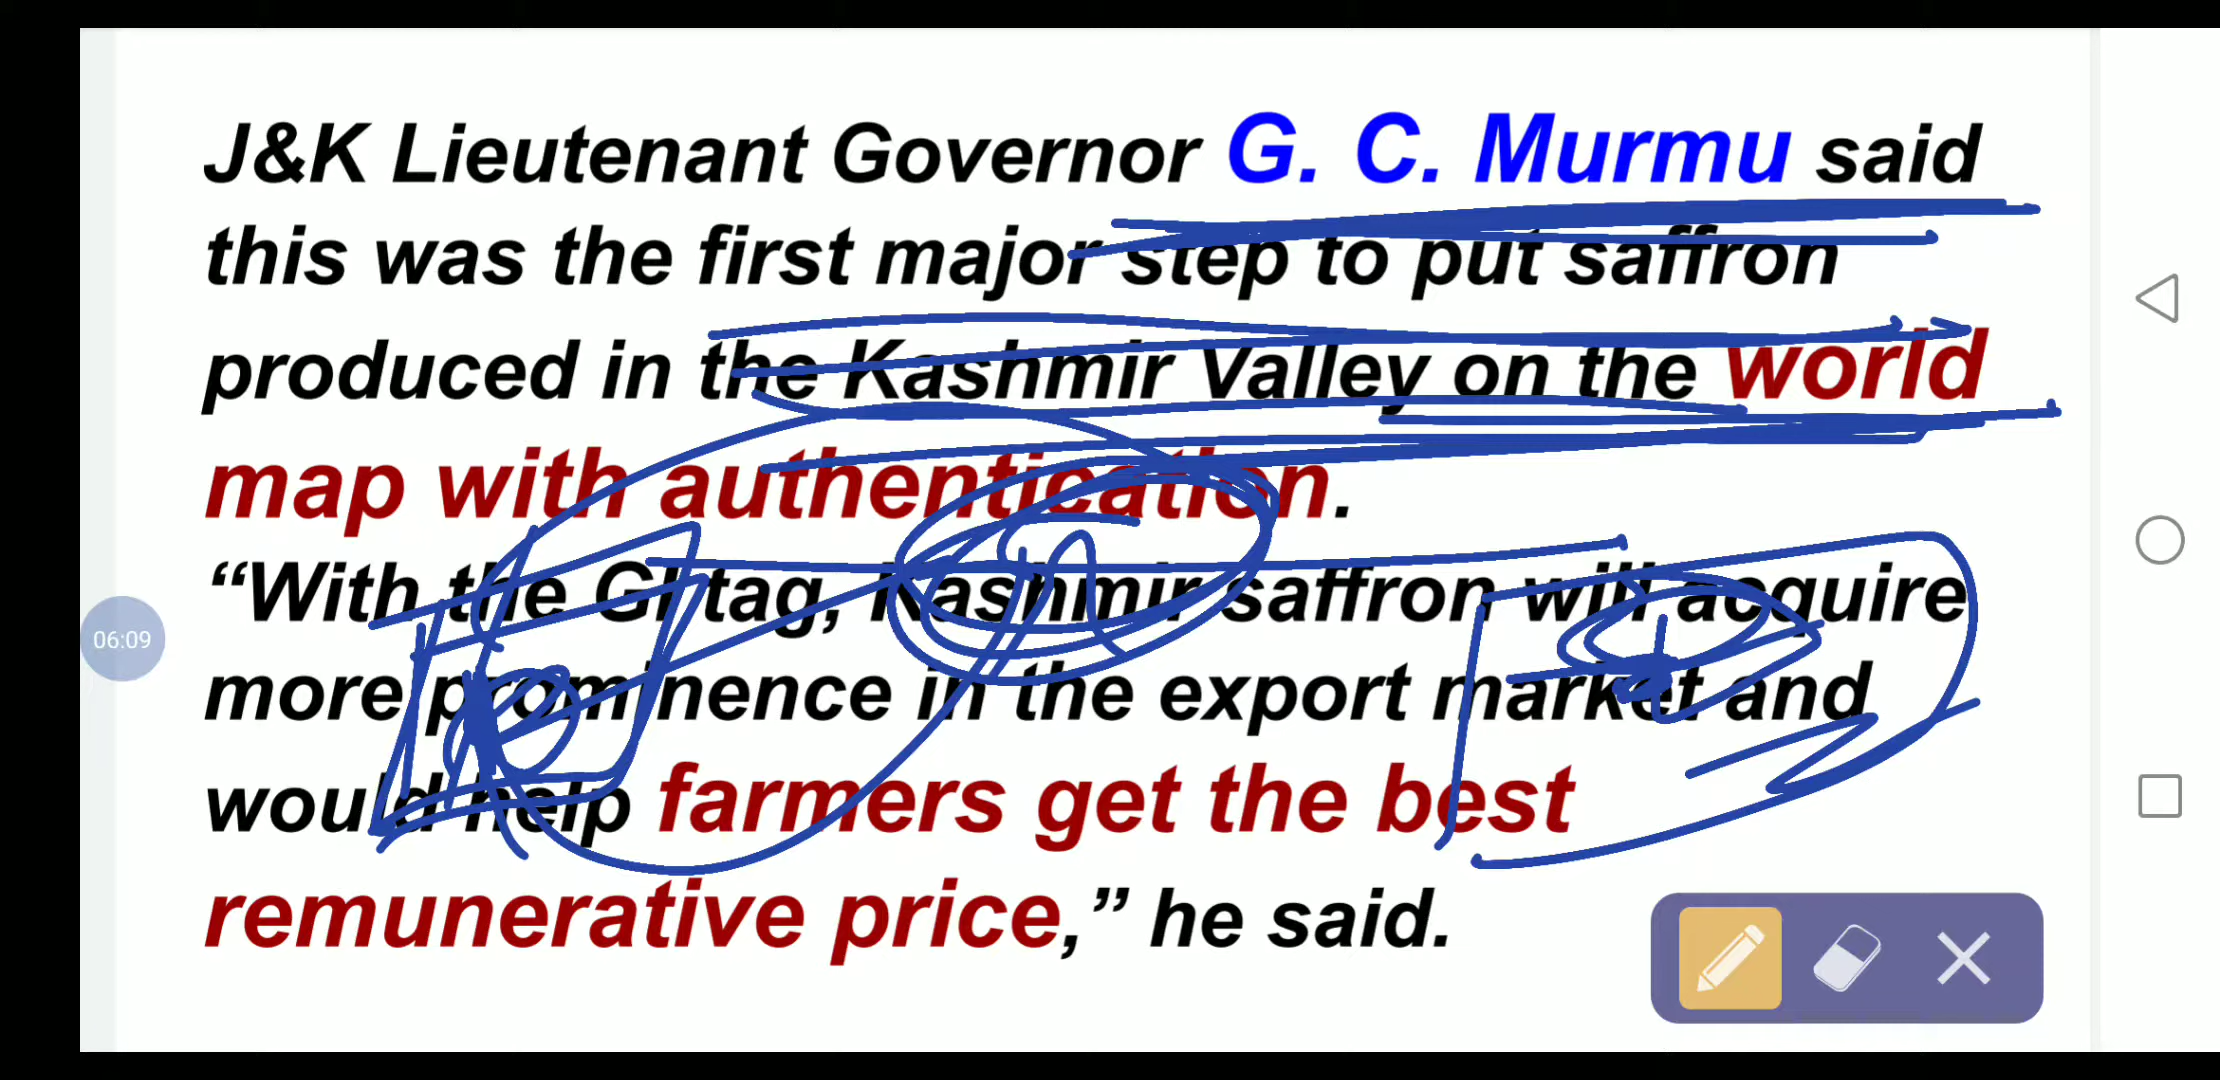 J&K Lieutenant Governor G. C. Murmu said
this was the first major step to put saffron
produced in the Kashmir Valley on the world
map with authentication.
“With the GI tag, Kashmir saffron will acquire
more prominence in the export market and
would help farmers get the best
remunerative price,” he said.
06:09